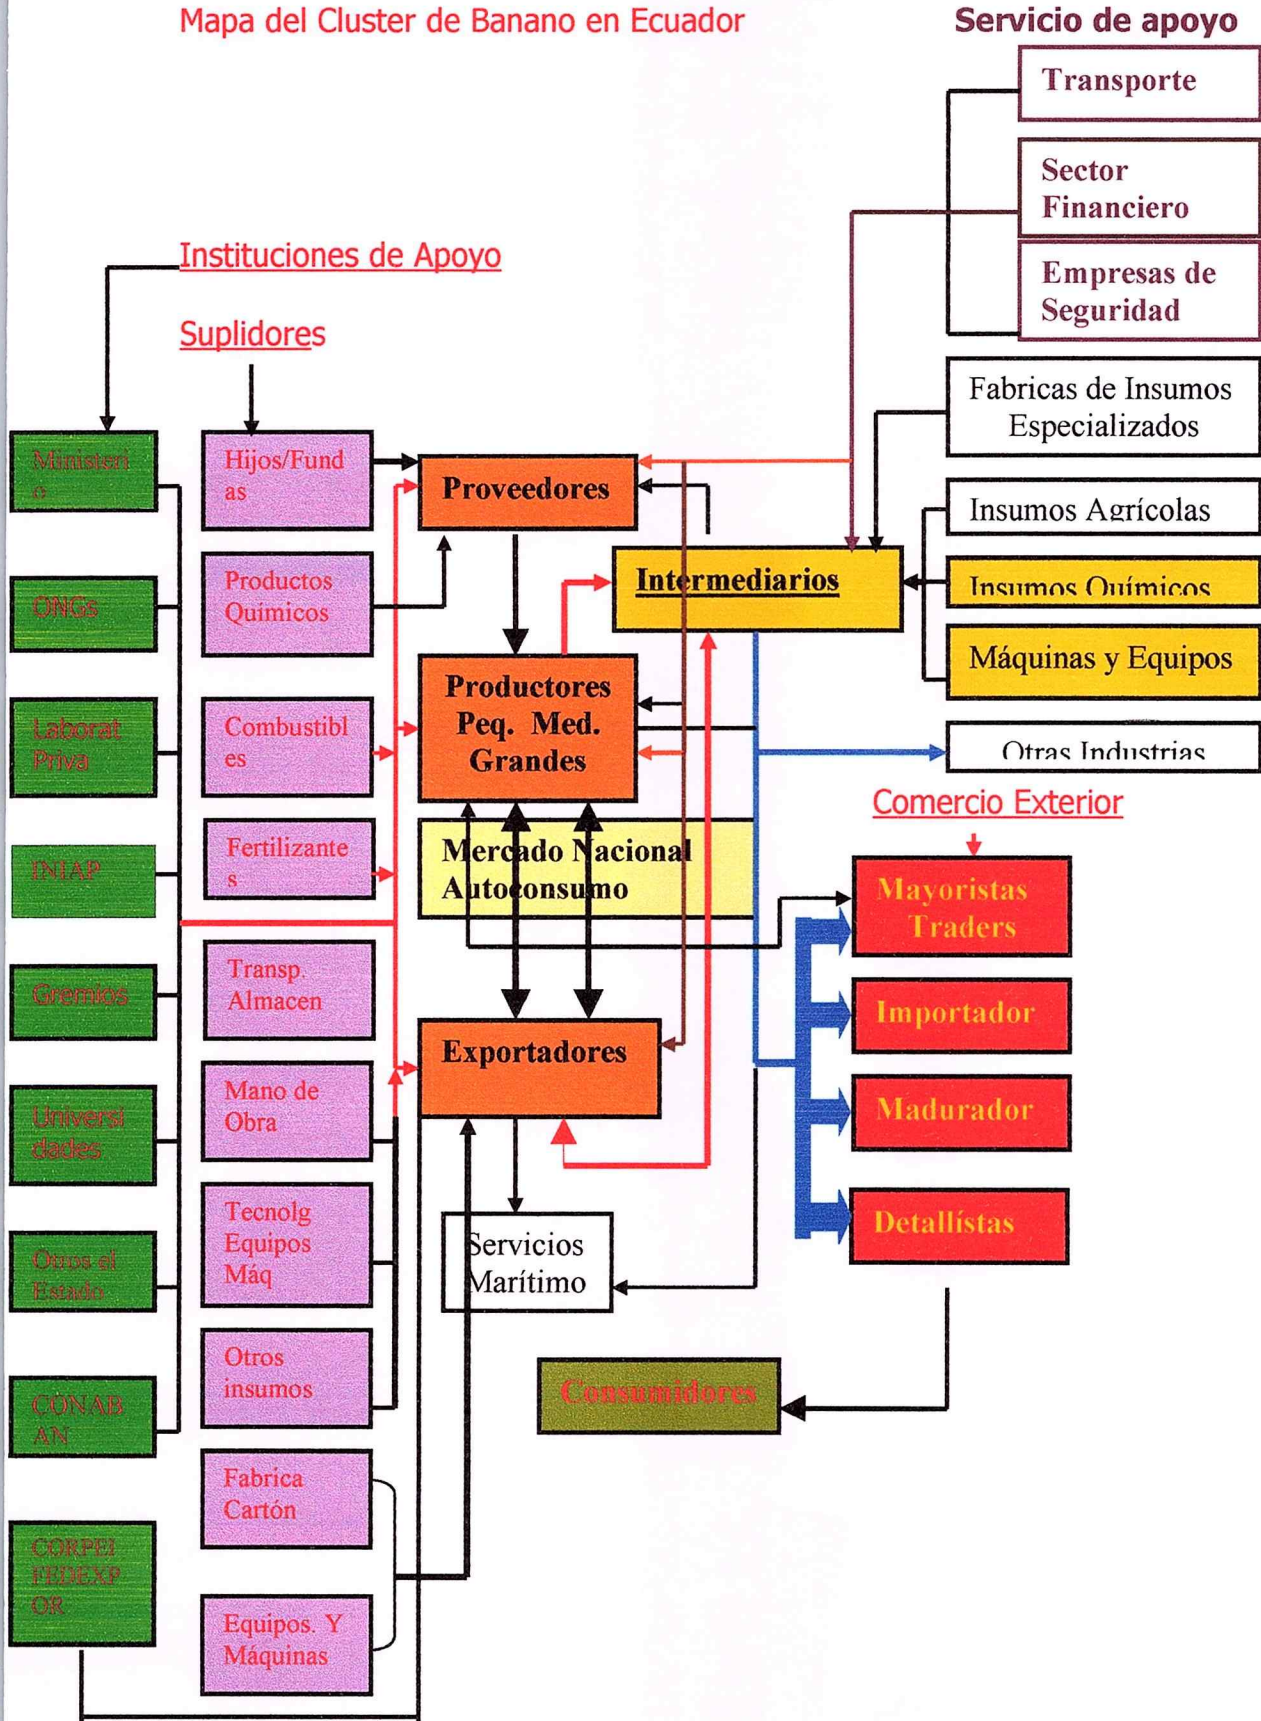 Mapa del Cluster de Banano en Ecuador
Servicio de apoyo
Transporte
Sector
Financiero
Empresas de
Seguridad
Instituciones de Apoyo
Suplidores
Fabricas de Insumos
Especializados
Insumos Agrícolas
Insumos Químicos
Máquinas y Equipos
Otras Industrias
Ministeri
o
ONGs
Laborat
Priva
INIAP
Gremios
Universi
dades
Otros el
Estado
CONAB
AN
CORPEI
FEDEXP
OR
Hijos/Fund
as
Productos
Químicos
Combustibl
es
Fertilizante
s
Transp.
Almacen
Mano de
Obra
Tecnolg
Equipos
Máq
Otros
insumos
Fabrica
Cartón
Equipos. Y
Máquinas
Proveedores
Intermediarios
Productores
Peq. Med.
Grandes
Mercado Nacional
Autoconsumo
Exportadores
Servicios
Marítimo
Comercio Exterior
Mayoristas
Traders
Importador
Madurador
Detallístas
Consumidores